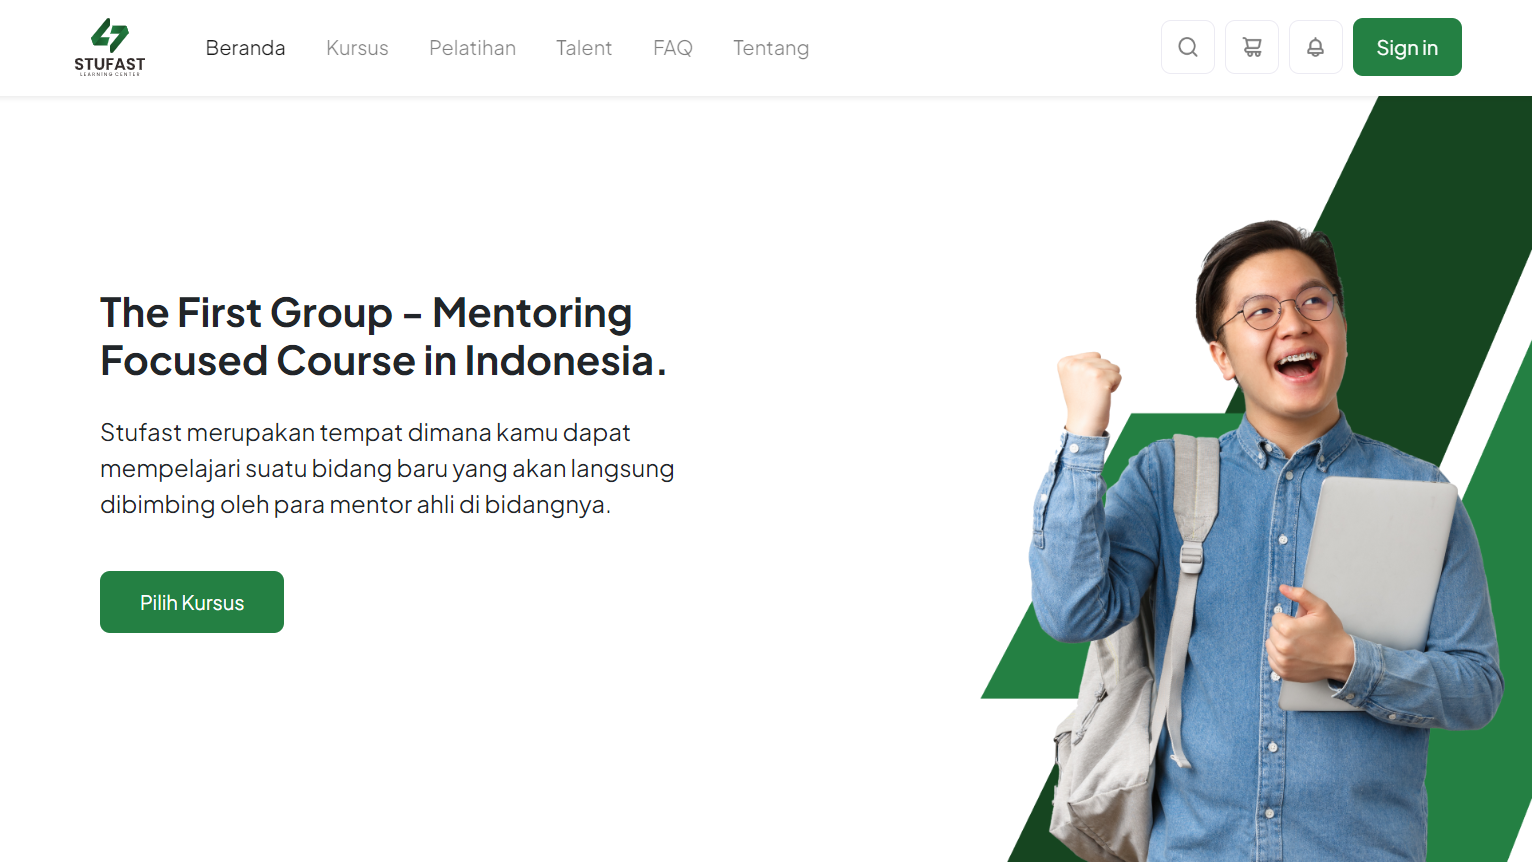 STUFAST
LEARNING CENTER
Beranda
Kursus
Pelatihan
Talent
FAQ
Tentang
Sign in
The First Group - Mentoring
Focused Course in Indonesia.
Stufast merupakan tempat dimana kamu dapat
mempelajari suatu bidang baru yang akan langsung
dibimbing oleh para mentor ahli di bidangnya.
Pilih Kursus